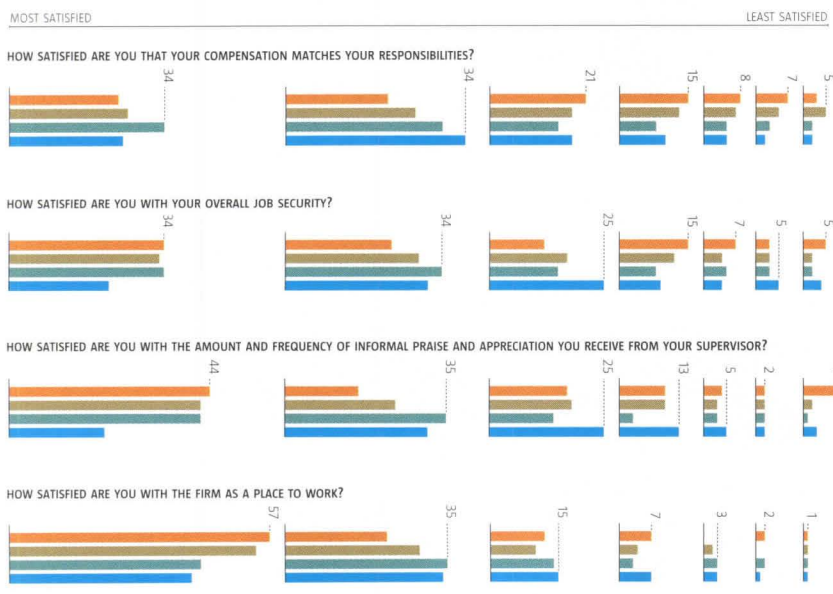 MOST SATISFIED LEAST SATISFIED
HOW SATISFIED ARE YOU THAT YOUR COMPENSATION MATCHES YOUR RESPONSIBILITIES?
34 34 21 15 8 7 5
HOW SATISFIED ARE YOU WITH YOUR OVERALL JOB SECURITY?
34 34 25 15 7 5 5
HOW SATISFIED ARE YOU WITH THE AMOUNT AND FREQUENCY OF INFORMAL PRAISE AND APPRECIATION YOU RECEIVE FROM YOUR SUPERVISOR?
44 35 25 13 5 2
HOW SATISFIED ARE YOU WITH THE FIRM AS A PLACE TO WORK?
57 35 15 7 3 2 1